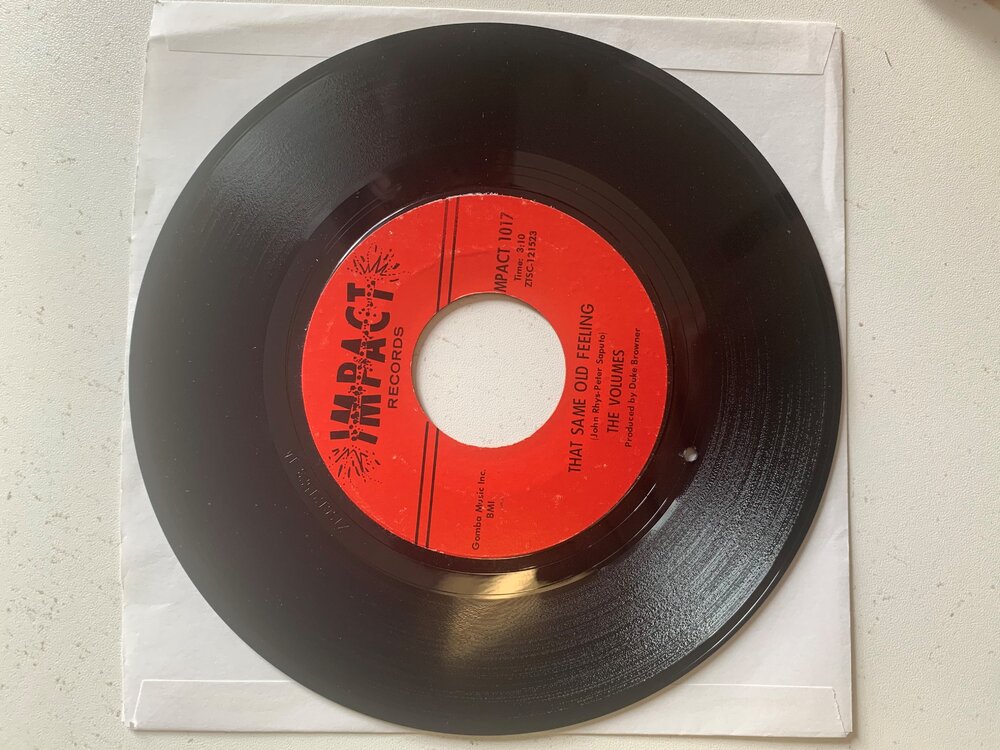 IMPACT
RECORDS
IMPACT 1017
Time: 3:10
ZTSC-121523
Gomba Music Inc.
BMI
THAT SAME OLD FEELING
(John Rhys-Peter Saputo)
THE VOLUMES
Produced by Duke Browner